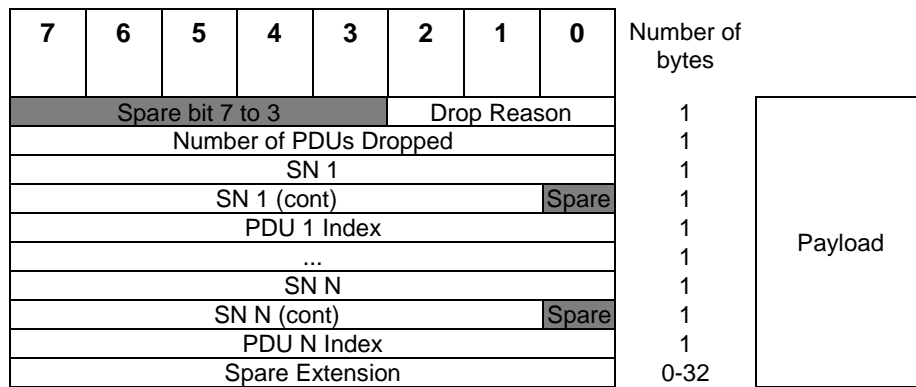 7 6 5 4 3 2 1 0 Number of bytes
Spare bit 7 to 3 Drop Reason 1
Number of PDUs Dropped 1
SN 1 1
SN 1 (cont) Spare 1
PDU 1 Index 1
... 1
SN N 1
SN N (cont) Spare 1
PDU N Index 1
Spare Extension 0-32
Payload